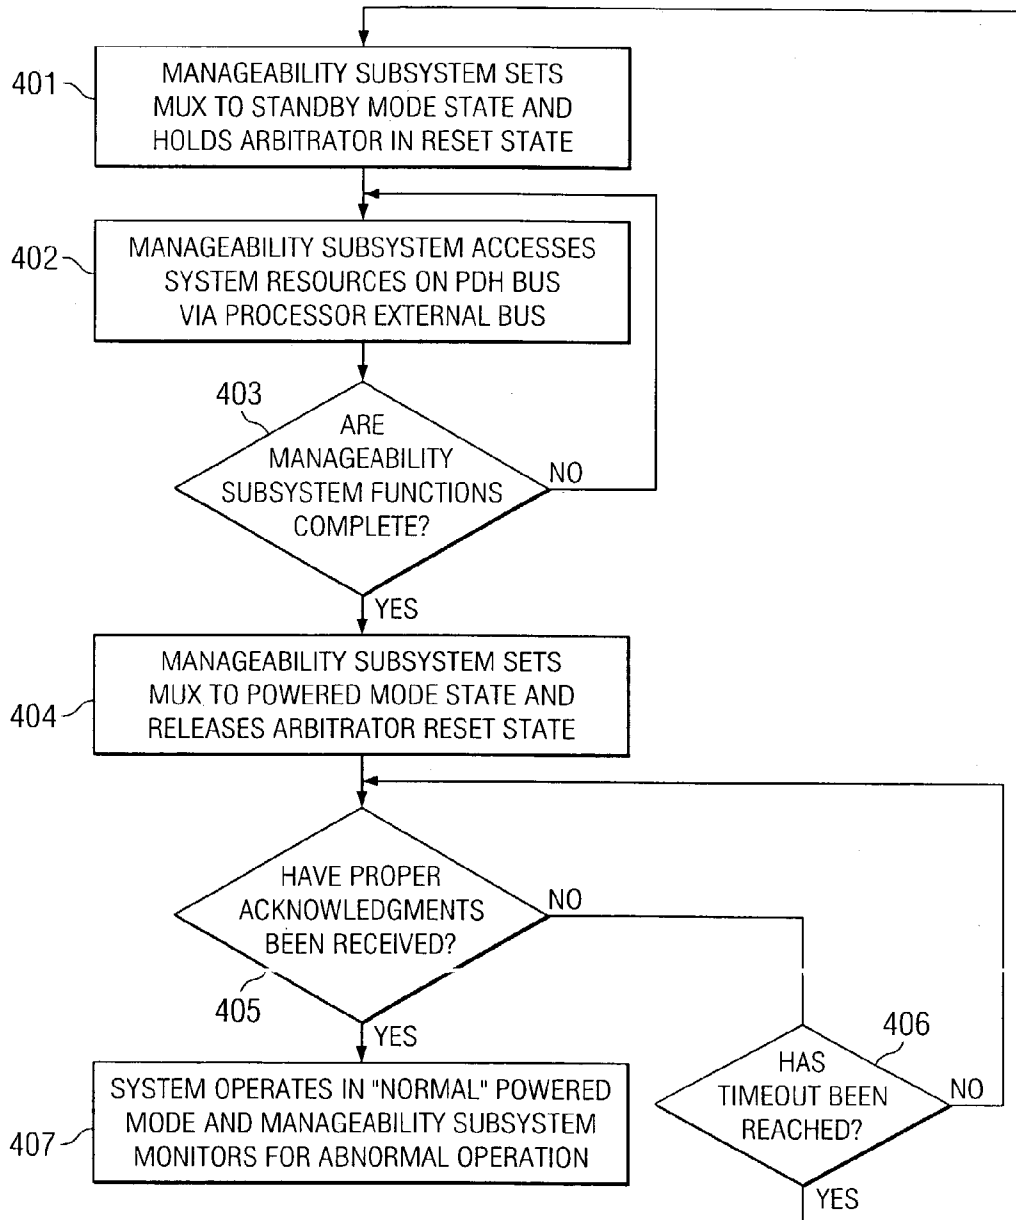 401
MANAGEABILITY SUBSYSTEM SETS
MUX TO STANDBY MODE STATE AND
HOLDS ARBITRATOR IN RESET STATE
402
MANAGEABILITY SUBSYSTEM ACCESSES
SYSTEM RESOURCES ON PDH BUS
VIA PROCESSOR EXTERNAL BUS
403
ARE
MANAGEABILITY
SUBSYSTEM FUNCTIONS
COMPLETE?
NO
YES
404
MANAGEABILITY SUBSYSTEM SETS
MUX TO POWERED MODE STATE AND
RELEASES ARBITRATOR RESET STATE
HAVE PROPER
ACKNOWLEDGMENTS
BEEN RECEIVED?
NO
405
YES
406
HAS
TIMEOUT BEEN
REACHED?
NO
YES
407
SYSTEM OPERATES IN "NORMAL" POWERED
MODE AND MANAGEABILITY SUBSYSTEM
MONITORS FOR ABNORMAL OPERATION